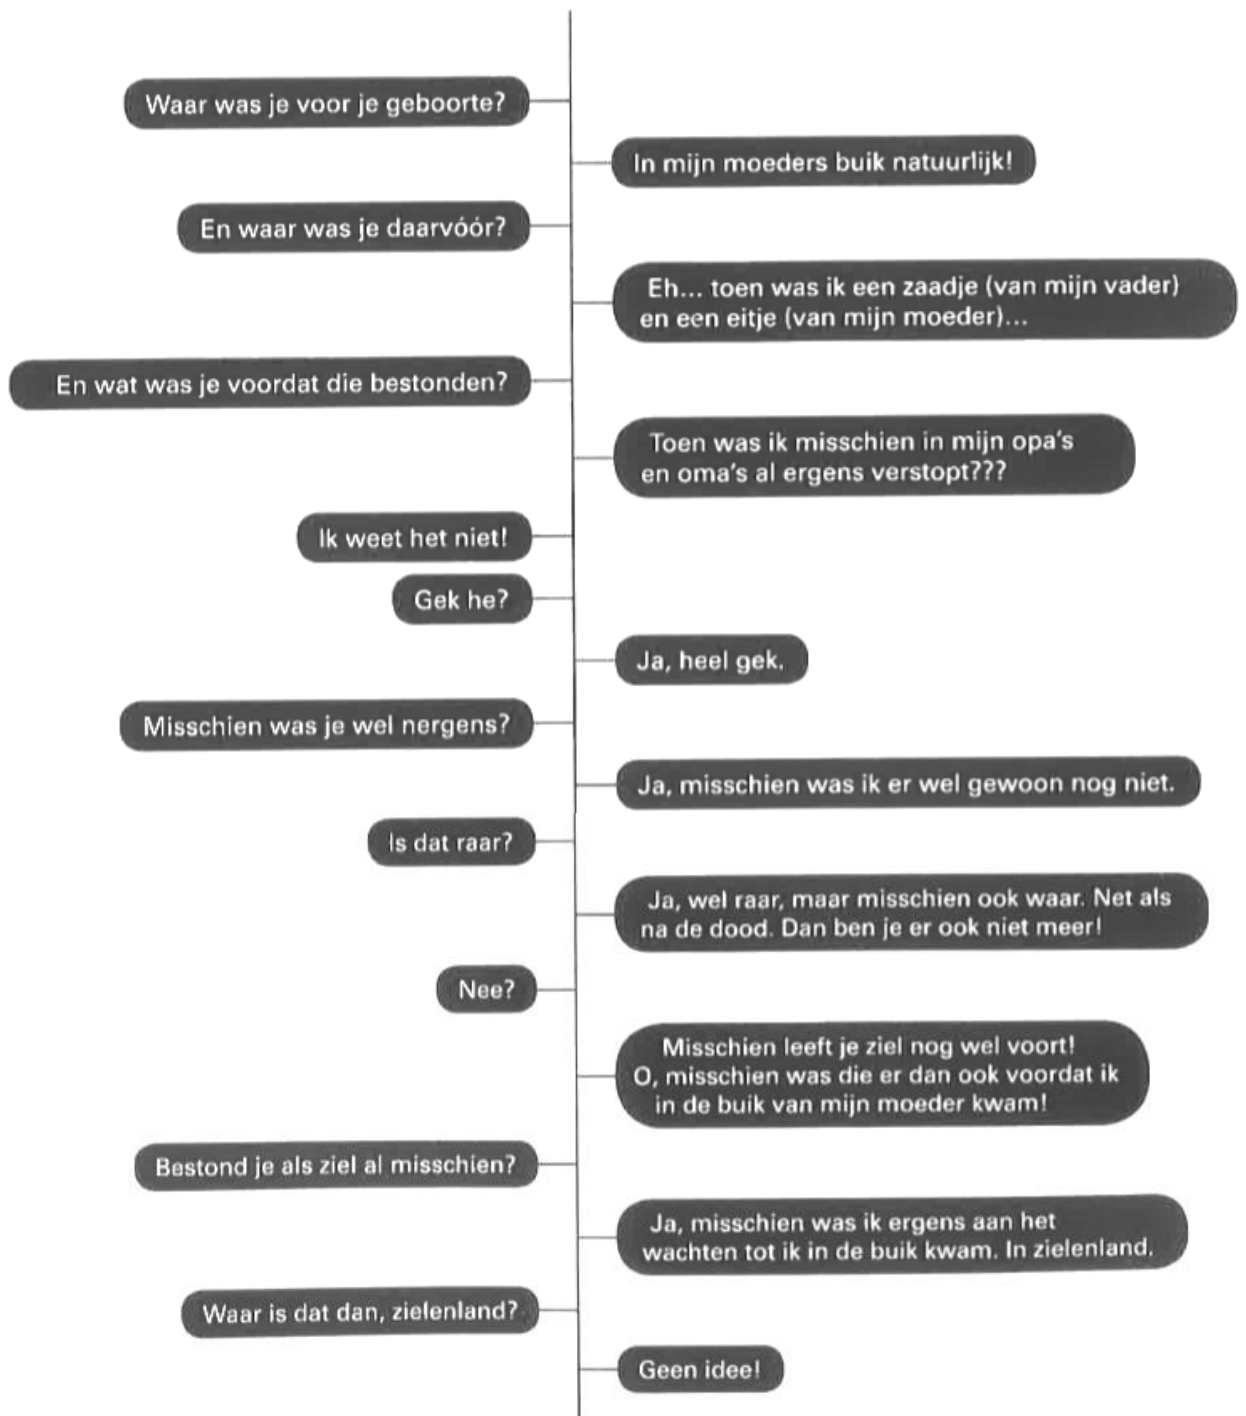 Waar was je voor je geboorte?
In mijn moeders buik natuurlijk!
En waar was je daarvóór?
Eh... toen was ik een zaadje (van mijn vader)
en een eitje (van mijn moeder)...
En wat was je voordat die bestonden?
Toen was ik misschien in mijn opa's
en oma's al ergens verstopt???
Ik weet het niet!
Gek he?
Ja, heel gek.
Misschien was je wel nergens?
Ja, misschien was ik er wel gewoon nog niet.
Is dat raar?
Ja, wel raar, maar misschien ook waar. Net als
na de dood. Dan ben je er ook niet meer!
Nee?
Misschien leeft je ziel nog wel voort!
O, misschien was die er dan ook voordat ik
in de buik van mijn moeder kwam!
Bestond je als ziel al misschien?
Ja, misschien was ik ergens aan het
wachten tot ik in de buik kwam. In zielenland.
Waar is dat dan, zielenland?
Geen idee!